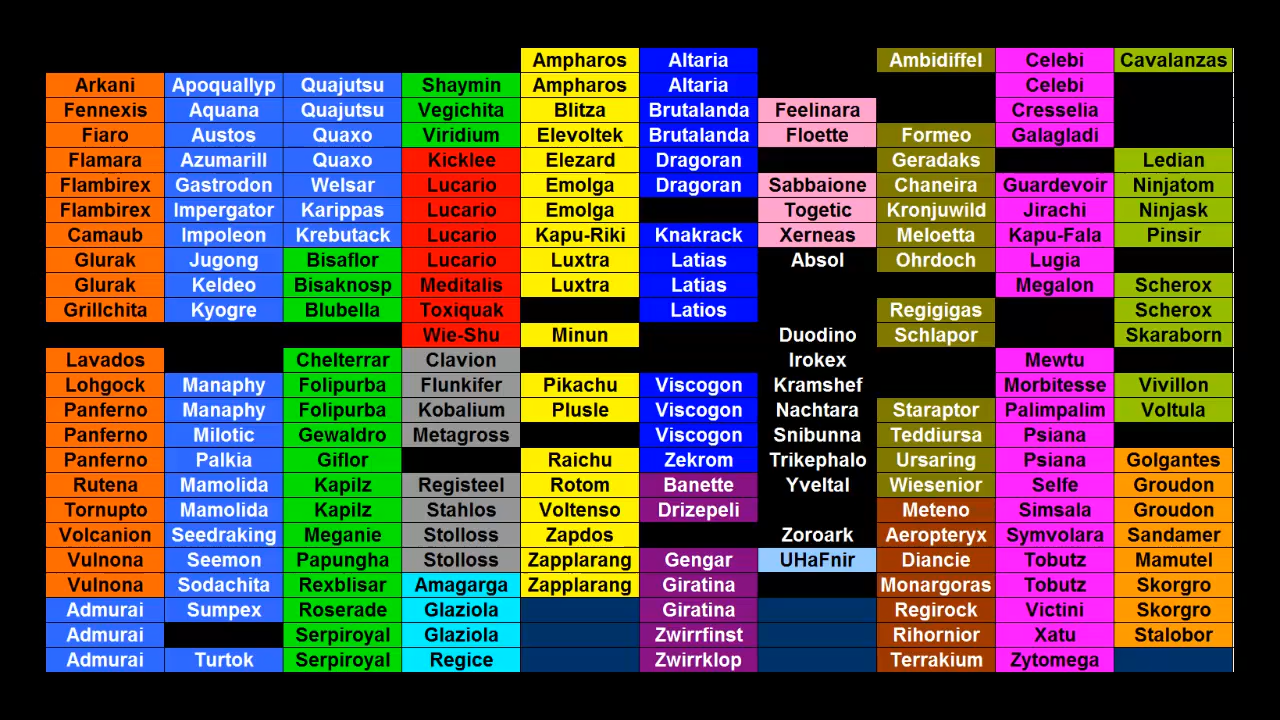 Ampharos Altaria Ambidiffel Celebi Cavalanzas
Arkani Apoquallyp Quajutsu Shaymin Ampharos Altaria Celebi
Fennexis Aquana Quajutsu Vegichita Blitza Brutalanda Feelinara Cresselia
Fiaro Austos Quaxo Viridium Elevoltek Brutalanda Floette Formeo Galagladi
Flamara Azumarill Quaxo Kicklee Elezard Dragoran Geradaks Ledian
Flambirex Gastrodon Welsar Lucario Emolga Dragoran Sabbaione Chaneira Guardevoir Ninjatom
Flambirex Impergator Karippas Lucario Emolga Togetic Kronjuwild Jirachi Ninjask
Camaub Impoleon Krebutack Lucario Kapu-Riki Knakrack Xerneas Meloetta Kapu-Fala Pinsir
Glurak Jugong Bisaflor Lucario Luxtra Latias Absol Ohrdoch Lugia
Glurak Keldeo Bisaknosp Meditalis Luxtra Latias Megalon Scherox
Grillchita Kyogre Blubella Toxiquak Latios Regigigas Scherox
Wie-Shu Minun Duodino Schlapor Skaraborn
Lavados Chelterrar Clavion Irokex Mewtu
Lohgock Manaphy Folipurba Flunkifer Pikachu Viscogon Kramshef Morbitesse Vivillon
Panferno Manaphy Folipurba Kobalium Plusle Viscogon Nachtara Staraptor Palimpalim Voltula
Panferno Milotic Gewaldro Metagross Viscogon Snibunna Teddiursa Psiana
Panferno Palkia Giflor Raichu Zekrom Trikephalo Ursaring Psiana Golgantes
Rutena Mamolida Kapilz Registeel Rotom Banette Yveltal Wiesenior Selfe Groudon
Tornupto Mamolida Kapilz Stahlos Voltenso Drizepeli Meteno Simsala Groudon
Volcanion Seedraking Meganie Stolloss Zapdos Zoroark Aeropteryx Symvolara Sandamer
Vulnona Seemon Papungha Stolloss Zapplarang Gengar UHaFnir Diancie Tobutz Mamutel
Vulnona Sodachita Rexblisar Amagarga Zapplarang Giratina Monargoras Tobutz Skorgro
Admurai Sumpex Roserade Glaziola Giratina Regirock Victini Skorgro
Admurai Serpiroyal Glaziola Zwirrfinst Rihornior Xatu Stalobor
Admurai Turtok Serpiroyal Regice Zwirrklop Terrakium Zytomega